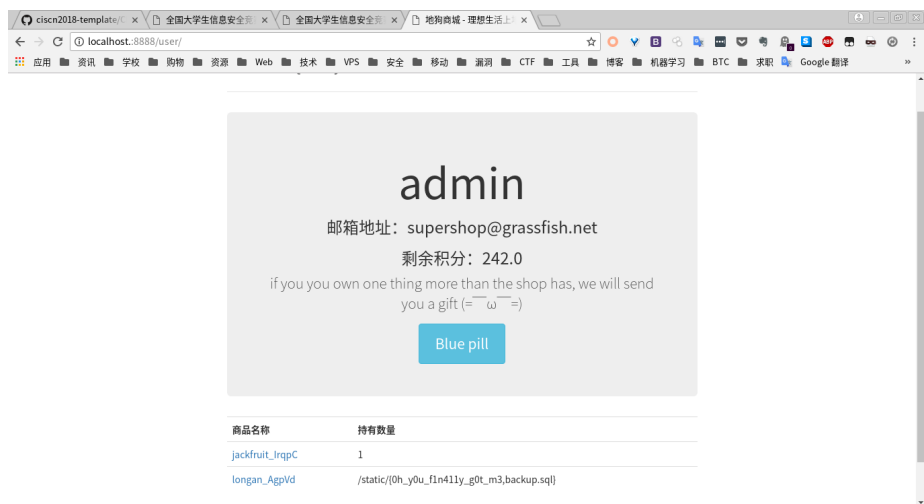 ciscn2018-template/C
全国大学生信息安全竞
全国大学生信息安全竞
地狗商城 - 理想生活上
localhost.:8888/user/
应用 资讯 学校 购物 资源 Web 技术 VPS 安全 移动 漏洞 CTF 工具 博客 机器学习 BTC 求职 Google 翻译 »
admin
邮箱地址：supershop@grassfish.net
剩余积分：242.0
if you you own one thing more than the shop has, we will send
you a gift (=￣ω￣=)
Blue pill
商品名称 持有数量
jackfruit_IrqpC 1
longan_AgpVd /static/{0h_y0u_f1n411y_g0t_m3,backup.sql}